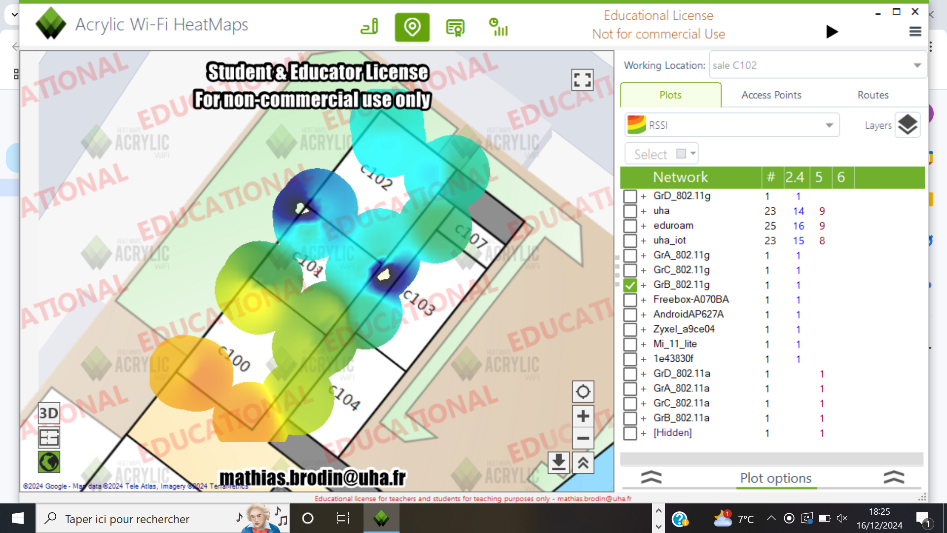 Acrylic Wi-Fi HeatMaps
Educational License
Not for commercial Use
Working Location: sale C102
Plots Access Points Routes
RSSI
Layers
Select
Network # 2.4 5 6
+ GrD_802.11g 1 1
+ uha 23 14 9
+ eduroam 25 16 9
+ uha_iot 23 15 8
+ GrA_802.11g 1 1
+ GrC_802.11g 1 1
+ GrB_802.11g 1 1
+ Freebox-A070BA 1 1
+ AndroidAP627A 1 1
+ Zyxel_a9ce04 1 1
+ Mi_11_lite 1 1
+ 1e43830f 1 1
+ GrD_802.11a 1 1
+ GrA_802.11a 1 1
+ GrC_802.11a 1 1
+ GrB_802.11a 1 1
+ [Hidden] 1 1
Plot options
Student & Educator License
For non-commercial use only
EDUCATIONAL
ACRYLIC
WIFI
c102
c107
c101
c103
c100
c104
3D
mathias.brodin@uha.fr
©2024 Google - Map data ©2024 Tele Atlas, Imagery ©2024 TerraMetrics
Educational license for teachers and students for teaching purposes only - mathias.brodin@uha.fr
Taper ici pour rechercher
7°C
18:25
16/12/2024
1